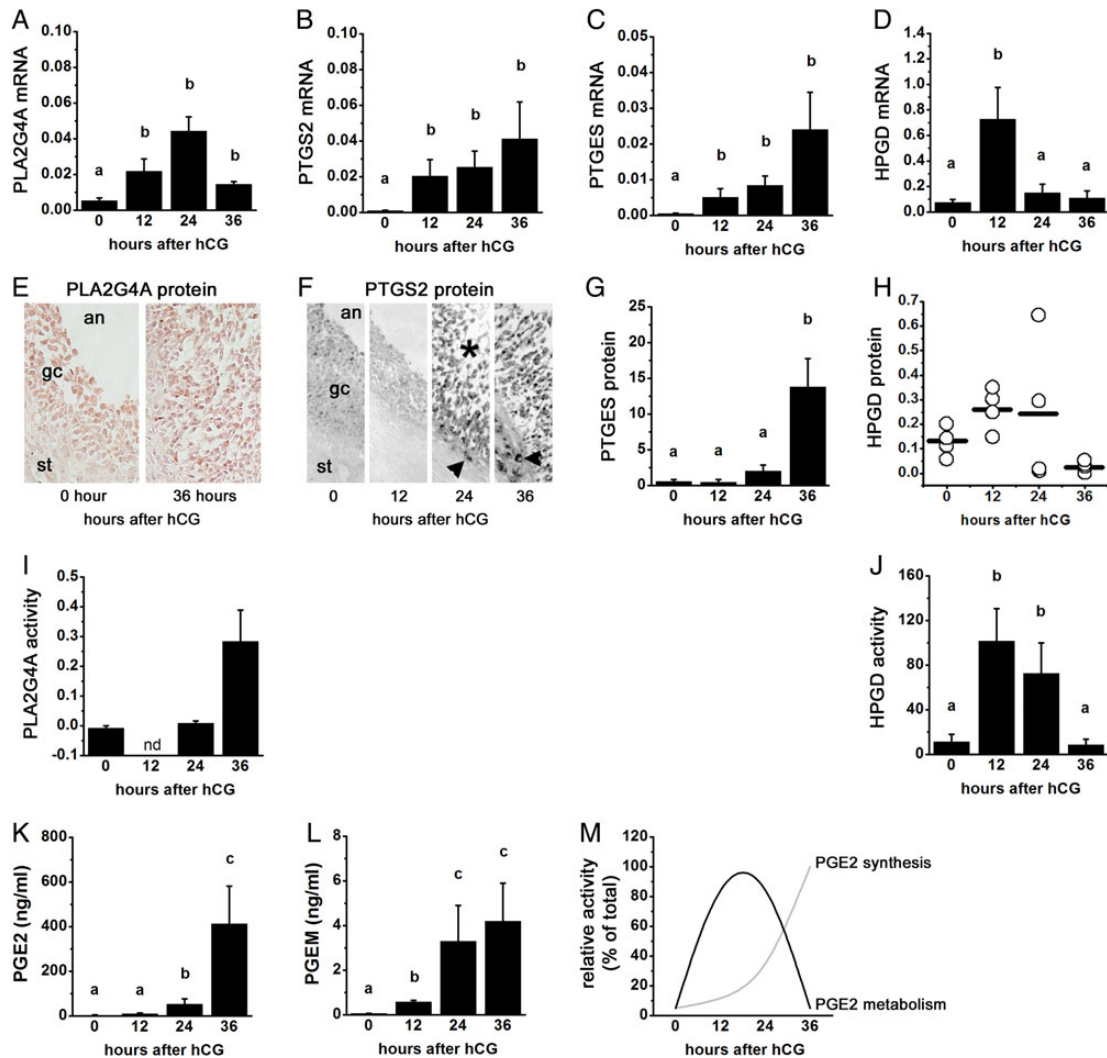 A
PLA2G4A mRNA
0.08
0.06
0.04
0.02
0.00
a
b
b
b
0 12 24 36
hours after hCG
B
PTGS2 mRNA
0.10
0.08
0.06
0.04
0.02
0.00
a
b
b
b
0 12 24 36
hours after hCG
C
PTGES mRNA
0.05
0.04
0.03
0.02
0.01
0.00
a
b
b
b
0 12 24 36
hours after hCG
D
HPGD mRNA
1.4
1.2
1.0
0.8
0.6
0.4
0.2
0.0
a
b
a
a
0 12 24 36
hours after hCG
E PLA2G4A protein
an
gc
st
0 hour 36 hours
hours after hCG
F PTGS2 protein
an
gc
*
st
0 12 24 36
hours after hCG
G
PTGES protein
25
20
15
10
5
0
a
a
a
b
0 12 24 36
hours after hCG
H
HPGD protein
0.7
0.6
0.5
0.4
0.3
0.2
0.1
0.0
0 12 24 36
hours after hCG
I
PLA2G4A activity
0.5
0.4
0.3
0.2
0.1
0.0
-0.1
nd
0 12 24 36
hours after hCG
J
HPGD activity
160
120
80
40
0
a
b
b
a
0 12 24 36
hours after hCG
K
PGE2 (ng/ml)
800
600
400
200
0
a
a
b
c
0 12 24 36
hours after hCG
L
PGEM (ng/ml)
8
6
4
2
0
a
b
c
c
0 12 24 36
hours after hCG
M
relative activity
(% of total)
120
100
80
60
40
20
0
PGE2 synthesis
PGE2 metabolism
0 12 24 36
hours after hCG